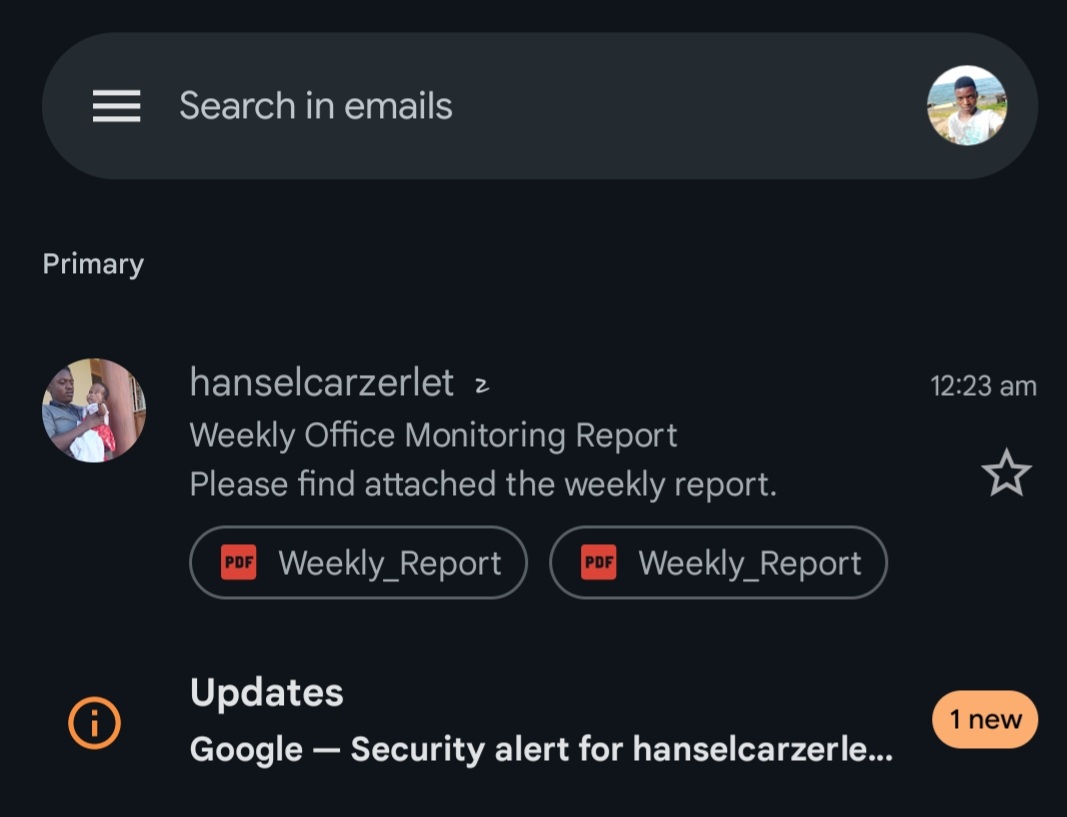 Search in emails
Primary
hanselcarzerlet 2
12:23 am
Weekly Office Monitoring Report
Please find attached the weekly report.
PDF Weekly_Report
PDF Weekly_Report
Updates
1 new
Google — Security alert for hanselcarzerle...